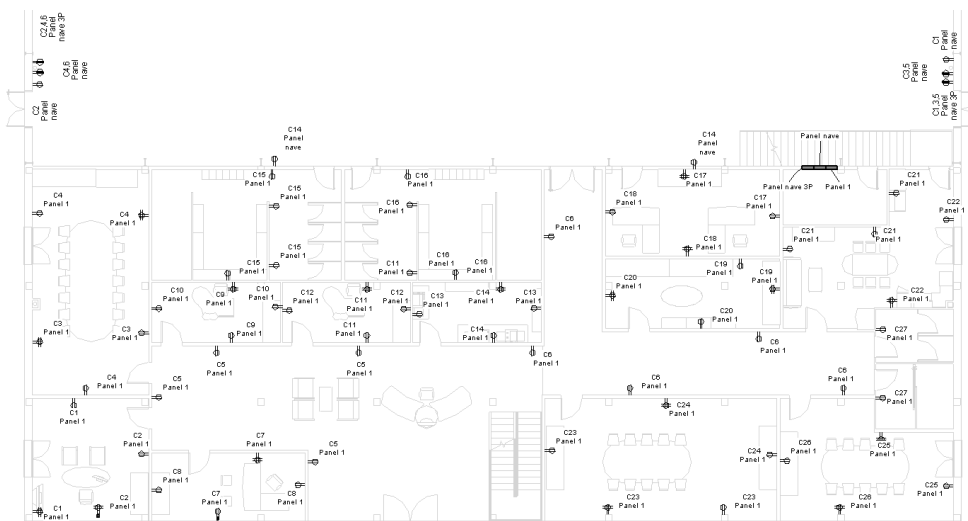 C2,4,6
Panel
nave 3P
C4,6
Panel
nave
C2
Panel
nave
C1
Panel
nave
C3,5
Panel
nave
C1,3,5
Panel
nave 3P
C14
Panel
nave
C14
Panel
nave
Panel nave
Panel nave 3P
Panel 1
C15
Panel 1
C16
Panel 1
C17
Panel 1
C21
Panel 1
C4
Panel 1
C4
Panel 1
C15
Panel 1
C16
Panel 1
C18
Panel 1
C17
Panel 1
C22
Panel 1
C6
Panel 1
C21
Panel 1
C21
Panel 1
C15
Panel 1
C15
Panel 1
C11
Panel 1
C16
Panel 1
C16
Panel 1
C18
Panel 1
C19
Panel 1
C19
Panel 1
C20
Panel 1
C10
Panel 1
C9
Panel 1
C10
Panel 1
C12
Panel 1
C11
Panel 1
C12
Panel 1
C13
Panel 1
C14
Panel 1
C13
Panel 1
C22
Panel 1
C3
Panel 1
C3
Panel 1
C9
Panel 1
C11
Panel 1
C14
Panel 1
C20
Panel 1
C27
Panel 1
C6
Panel 1
C5
Panel 1
C5
Panel 1
C6
Panel 1
C4
Panel 1
C5
Panel 1
C6
Panel 1
C6
Panel 1
C27
Panel 1
C1
Panel 1
C24
Panel 1
C2
Panel 1
C7
Panel 1
C5
Panel 1
C23
Panel 1
C24
Panel 1
C26
Panel 1
C25
Panel 1
C8
Panel 1
C8
Panel 1
C25
Panel 1
C1
Panel 1
C2
Panel 1
C7
Panel 1
C23
Panel 1
C23
Panel 1
C26
Panel 1